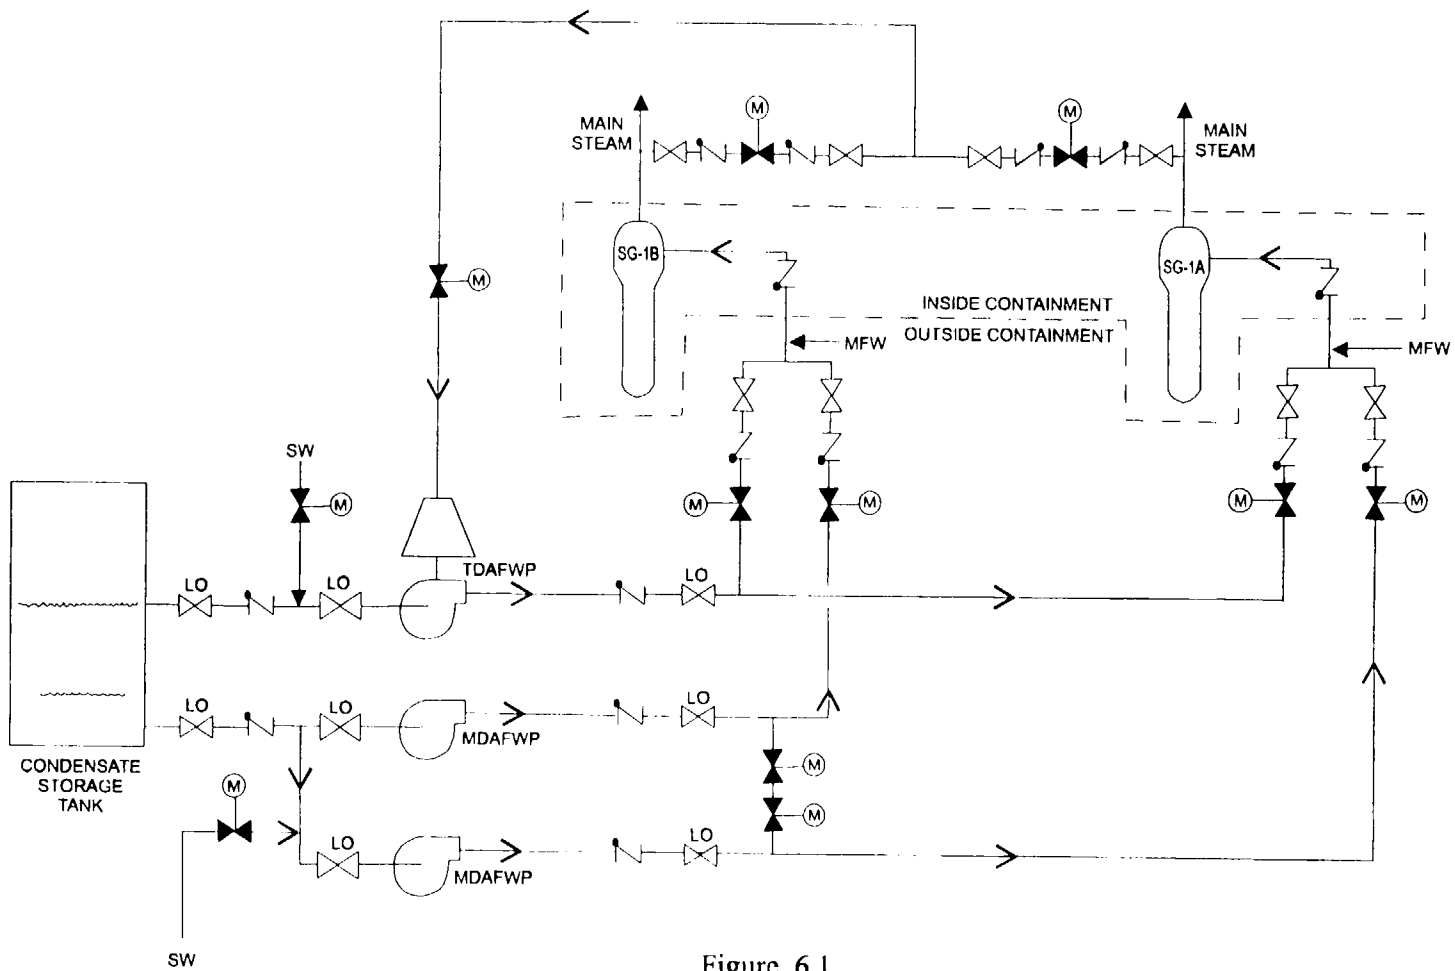 M
M
MAIN
STEAM
MAIN
STEAM
SG-1B
SG-1A
M
INSIDE CONTAINMENT
OUTSIDE CONTAINMENT
MFW
MFW
SW
M
M
M
M
M
LO
LO
TDAFWP
LO
LO
LO
MDAFWP
LO
M
M
CONDENSATE
STORAGE
TANK
M
LO
MDAFWP
LO
SW
Figure 6.1